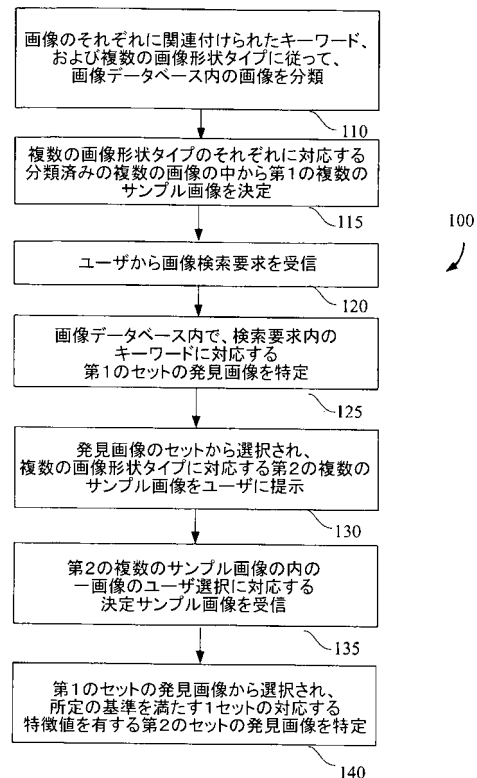 画像のそれぞれに関連付けられたキーワード、
および複数の画像形状タイプに従って、
画像データベース内の画像を分類
110
複数の画像形状タイプのそれぞれに対応する
分類済みの複数の画像の中から第1の複数の
サンプル画像を決定
115
100
ユーザから画像検索要求を受信
120
画像データベース内で、検索要求内の
キーワードに対応する
第1のセットの発見画像を特定
125
発見画像のセットから選択され、
複数の画像形状タイプに対応する第2の複数の
サンプル画像をユーザに提示
130
第2の複数のサンプル画像の内の
一画像のユーザ選択に対応する
決定サンプル画像を受信
135
第1のセットの発見画像から選択され、
所定の基準を満たす1セットの対応する
特徴値を有する第2のセットの発見画像を特定
140